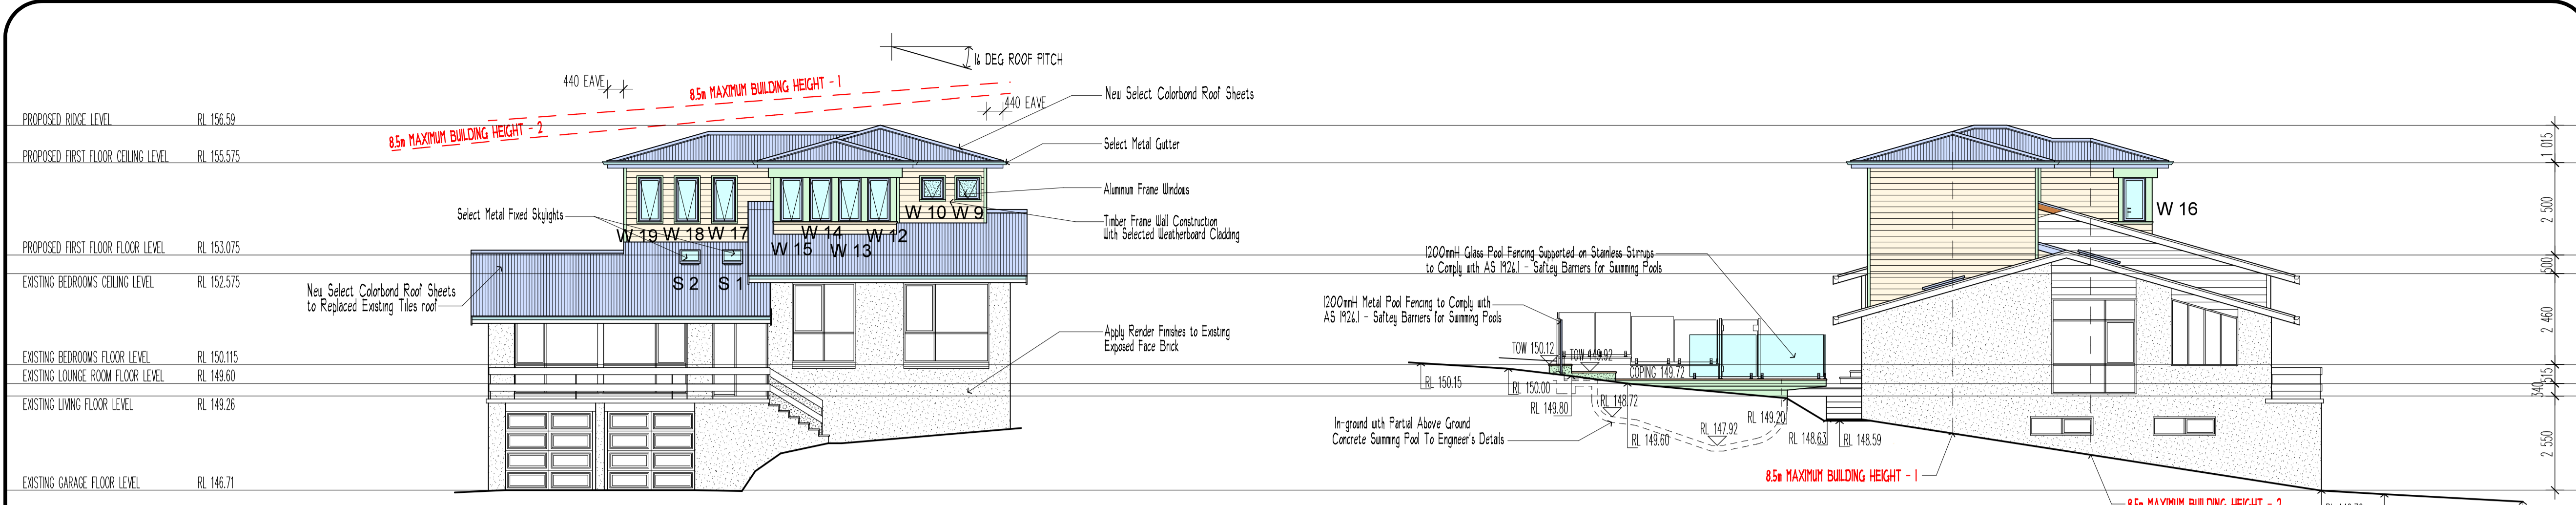 16 DEG ROOF PITCH
440 EAVE
8.5m MAXIMUM BUILDING HEIGHT - 1
440 EAVE
New Select Colorbond Roof Sheets
PROPOSED RIDGE LEVEL RL 156.59
8.5m MAXIMUM BUILDING HEIGHT - 2
Select Metal Gutter
PROPOSED FIRST FLOOR CEILING LEVEL RL 155.575
1 015
Aluminium Frame Windows
W 10 W 9
W 16
Select Metal Fixed Skylights
Timber Frame Wall Construction
With Selected Weatherboard Cladding
2 500
W 19 W 18 W 17
W 14
W 15 W 13 W 12
PROPOSED FIRST FLOOR FLOOR LEVEL RL 153.075
1200mmH Glass Pool Fencing Supported on Stainless Stirrups
to Comply with AS 1926.1 - Saftey Barriers for Swimming Pools
500
EXISTING BEDROOMS CEILING LEVEL RL 152.575
S 2 S 1
New Select Colorbond Roof Sheets
to Replaced Existing Tiles roof
1200mmH Metal Pool Fencing to Comply with
AS 1926.1 - Saftey Barriers for Swimming Pools
2 460
Apply Render Finishes to Existing
Exposed Face Brick
TOW 150.12
EXISTING BEDROOMS FLOOR LEVEL RL 150.115
TOW 149.92
COPING 149.72
EXISTING LOUNGE ROOM FLOOR LEVEL RL 149.60
515
RL 150.15
RL 150.00
340
EXISTING LIVING FLOOR LEVEL RL 149.26
RL 149.80
RL 148.72
RL 149.20
In-ground with Partial Above Ground
Concrete Swimming Pool To Engineer's Details
RL 147.92
RL 149.60
RL 148.63
RL 148.59
2 550
8.5m MAXIMUM BUILDING HEIGHT - 1
EXISTING GARAGE FLOOR LEVEL RL 146.71
8.5m MAXIMUM BUILDING HEIGHT - 2